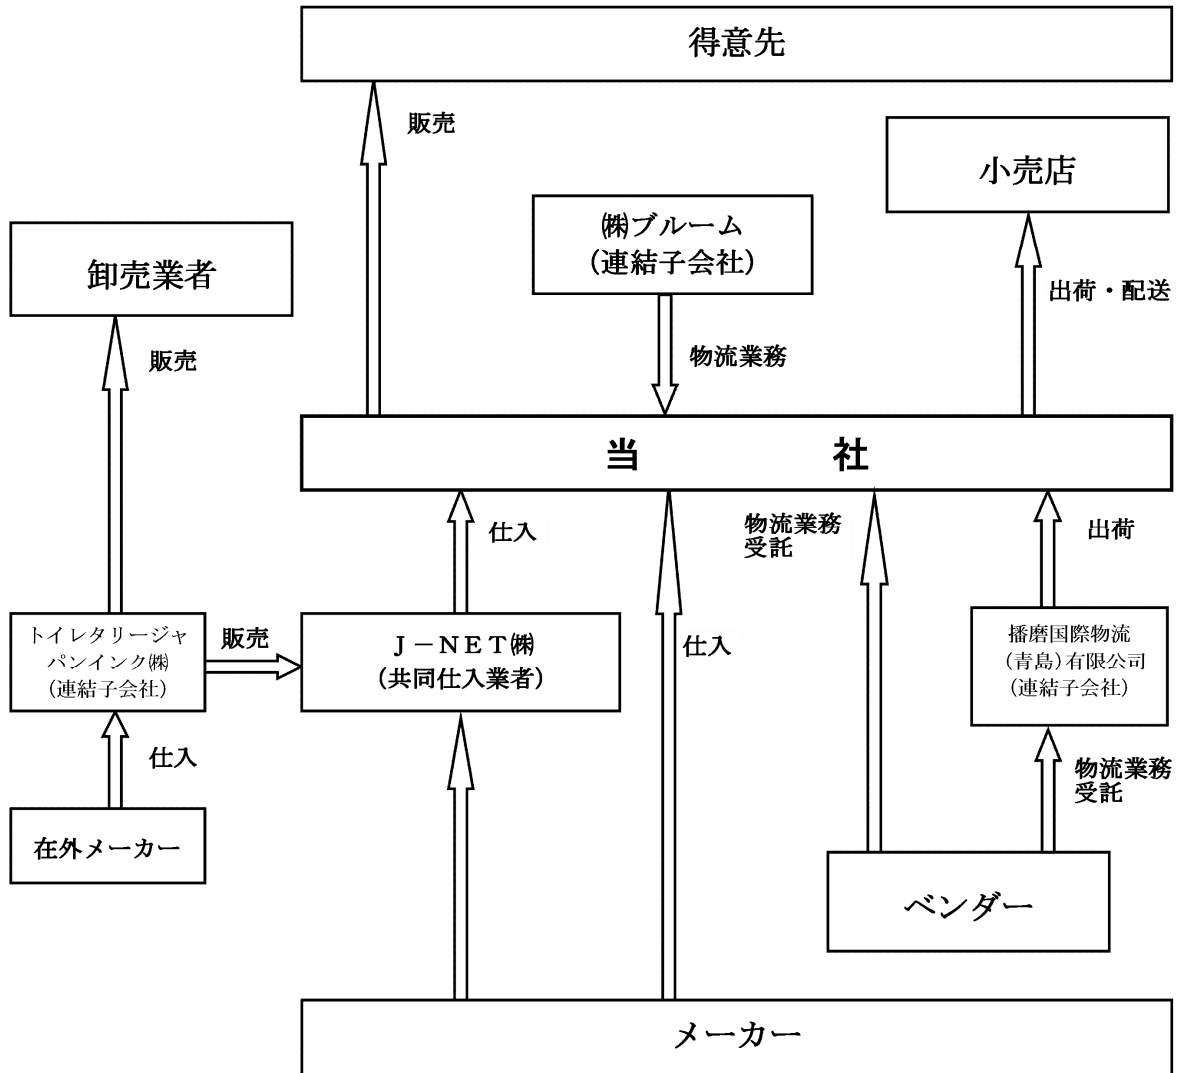 得意先
販売
小売店
㈱ブルーム
（連結子会社）
卸売業者
出荷・配送
販売
物流業務
当　社
仕入
物流業務
受託
出荷
トイレタリージャ
パンインク㈱
（連結子会社）
販売
Ｊ－ＮＥＴ㈱
（共同仕入業者）
仕入
播磨国際物流
（青島）有限公司
（連結子会社）
仕入
物流業務
受託
在外メーカー
ベンダー
メーカー